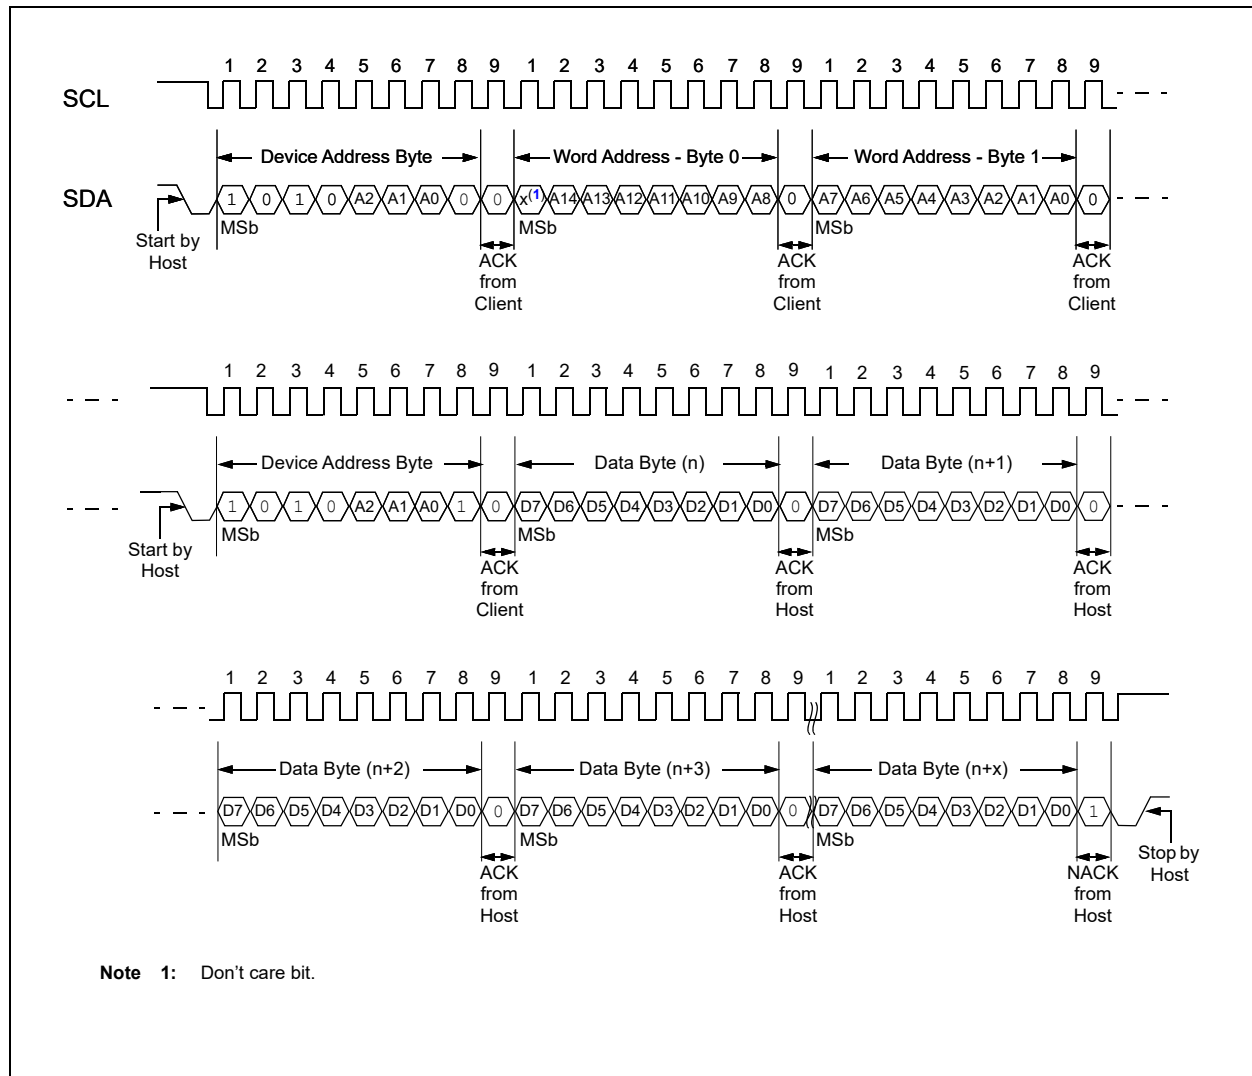 1 2 3 4 5 6 7 8 9 1 2 3 4 5 6 7 8 9 1 2 3 4 5 6 7 8 9
SCL
Device Address Byte Word Address - Byte 0 Word Address - Byte 1
SDA 1 0 1 0 A2 A1 A0 0 0 x(1) A14 A13 A12 A11 A10 A9 A8 0 A7 A6 A5 A4 A3 A2 A1 A0 0
MSb MSb MSb
Start by
Host
ACK
from
Client
ACK
from
Client
ACK
from
Client
1 2 3 4 5 6 7 8 9 1 2 3 4 5 6 7 8 9 1 2 3 4 5 6 7 8 9
Device Address Byte Data Byte (n) Data Byte (n+1)
1 0 1 0 A2 A1 A0 1 0 D7 D6 D5 D4 D3 D2 D1 D0 0 D7 D6 D5 D4 D3 D2 D1 D0 0
MSb MSb MSb
Start by
Host
ACK
from
Client
ACK
from
Host
ACK
from
Host
1 2 3 4 5 6 7 8 9 1 2 3 4 5 6 7 8 9 1 2 3 4 5 6 7 8 9
Data Byte (n+2) Data Byte (n+3) Data Byte (n+x)
D7 D6 D5 D4 D3 D2 D1 D0 0 D7 D6 D5 D4 D3 D2 D1 D0 0 D7 D6 D5 D4 D3 D2 D1 D0 1
MSb MSb MSb
ACK
from
Host
ACK
from
Host
NACK
from
Host
Stop by
Host
Note 1: Don't care bit.